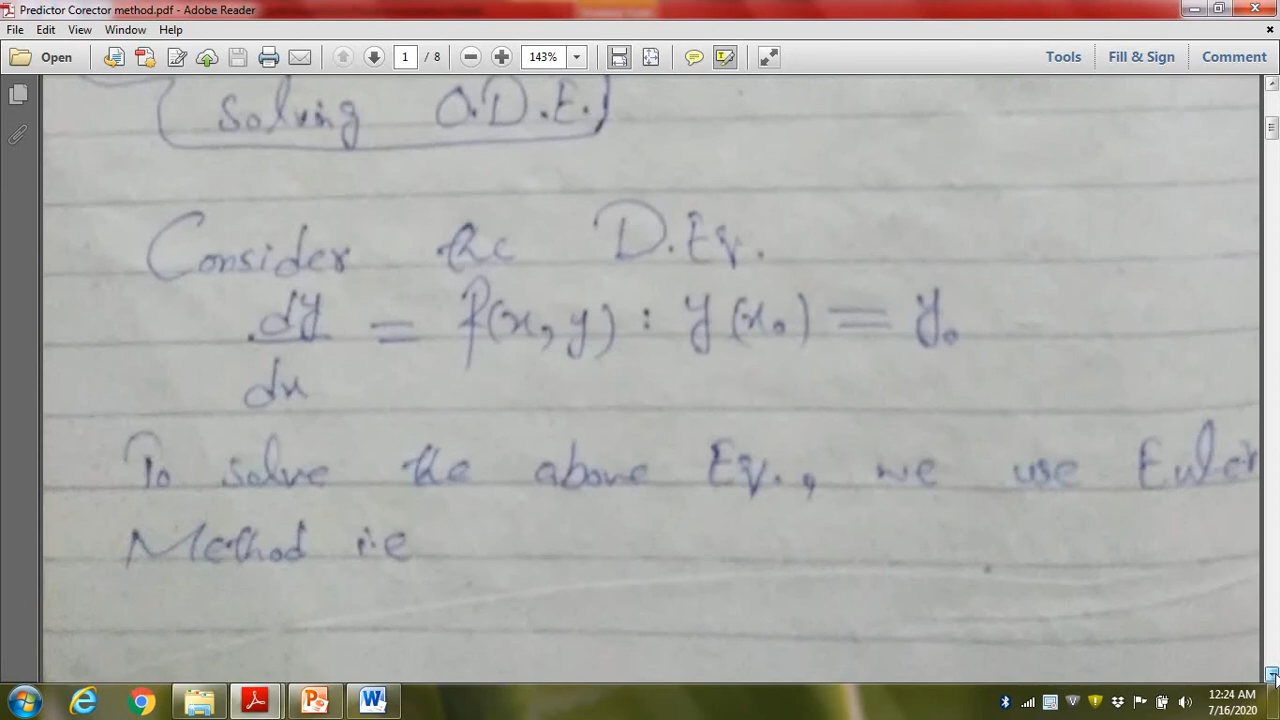 Predictor Corector method.pdf - Adobe Reader
File Edit View Window Help
Open 1 / 8 143% Tools Fill & Sign Comment
Solving O.D.E.
Consider the D.Eq.
dy/dx = f(x, y) : y(x₀) = y₀
To solve the above Eq., we use Euler
Method i.e
12:24 AM
7/16/2020